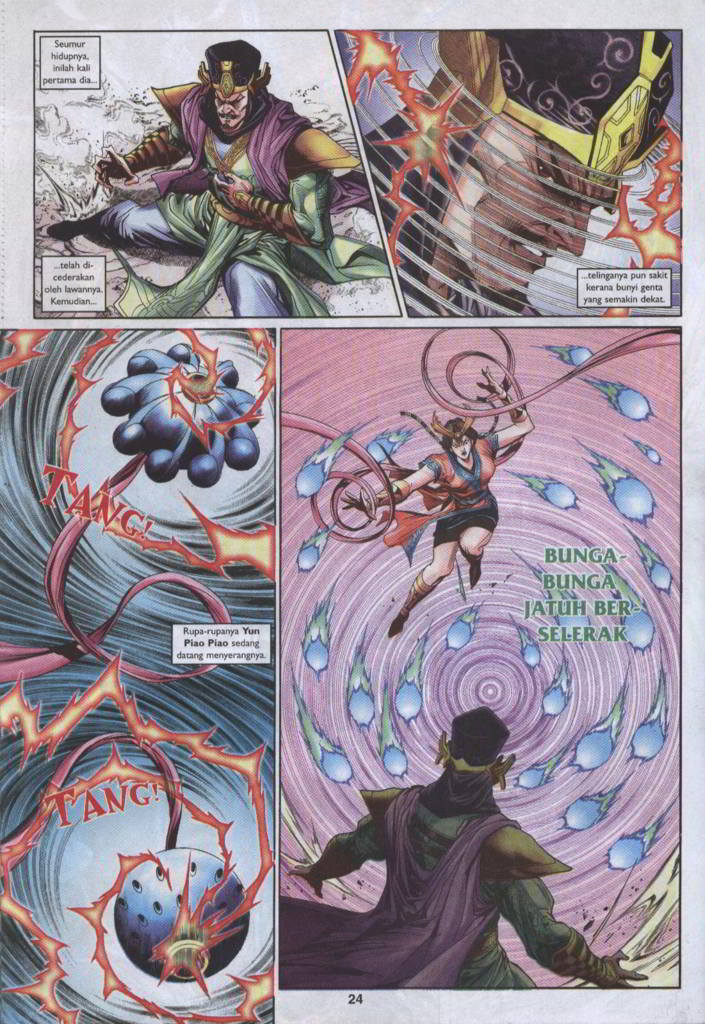 Seumur
hidupnya,
inilah kali
pertama dia...
...telah di-
cederakan
oleh lawannya.
Kemudian...
...telinganya pun sakit
kerana bunyi genta
yang semakin dekat.
TANG!
Rupa-rupanya Yun
Piao Piao sedang
datang menyerangnya.
TANG!
BUNGA-
BUNGA
JATUH BER-
SELERAK
24